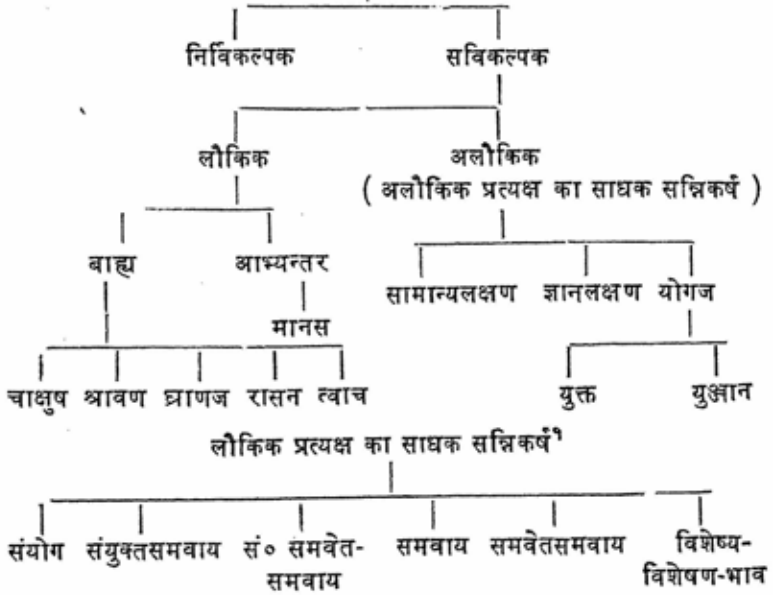 निर्विकल्पक सविकल्पक
लौकिक अलौकिक
( अलौकिक प्रत्यक्ष का साधक सन्निकर्ष )
बाह्य आभ्यन्तर
सामान्यलक्षण ज्ञानलक्षण योगज
मानस
चाक्षुष श्रावण घ्राणज रासन त्वाच युक्त युञ्जान
लौकिक प्रत्यक्ष का साधक सन्निकर्ष१
संयोग संयुक्तसमवाय सं० समवेत- समवाय समवेतसमवाय विशेष्य-
समवाय विशेषण-भाव